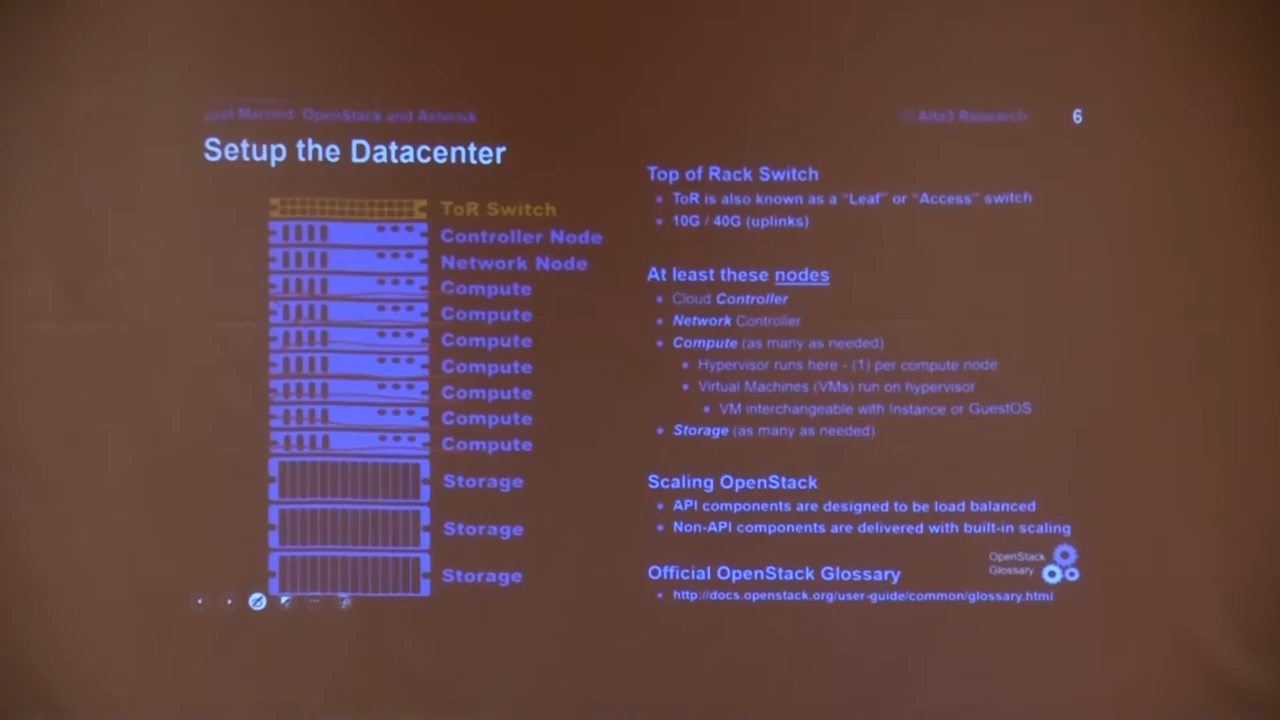 Just Married: OpenStack and Asterisk
© Alta3 Research
6
Setup the Datacenter
ToR Switch
Controller Node
Network Node
Compute
Compute
Compute
Compute
Compute
Compute
Compute
Storage
Storage
Storage
Top of Rack Switch
• ToR is also known as a “Leaf” or “Access” switch
• 10G / 40G (uplinks)
At least these nodes
• Cloud Controller
• Network Controller
• Compute (as many as needed)
• Hypervisor runs here - (1) per compute node
• Virtual Machines (VMs) run on hypervisor
• VM interchangeable with Instance or GuestOS
• Storage (as many as needed)
Scaling OpenStack
• API components are designed to be load balanced
• Non-API components are delivered with built-in scaling
OpenStack
Glossary
Official OpenStack Glossary
• http://docs.openstack.org/user-guide/common/glossary.html